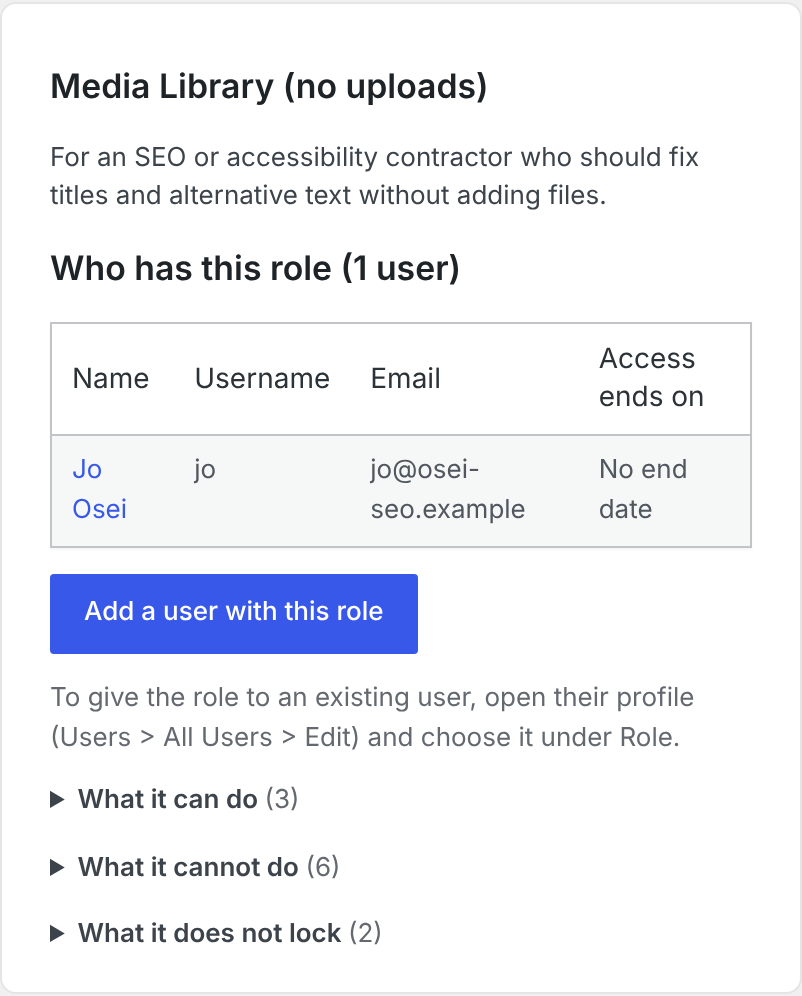 Media Library (no uploads)
For an SEO or accessibility contractor who should fix
titles and alternative text without adding files.
Who has this role (1 user)
Name Username Email Access ends on
Jo Osei jo jo@osei-seo.example No end date
Add a user with this role
To give the role to an existing user, open their profile
(Users > All Users > Edit) and choose it under Role.
What it can do (3)
What it cannot do (6)
What it does not lock (2)